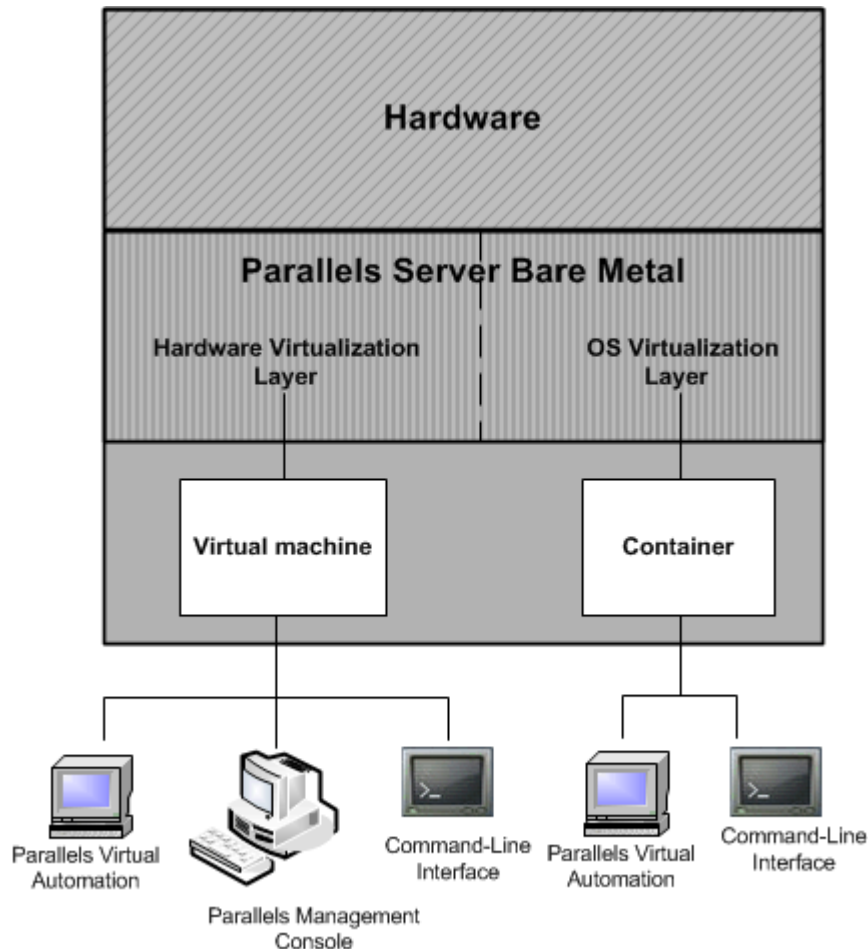 Hardware
Parallels Server Bare Metal
Hardware Virtualization
Layer
OS Virtualization
Layer
Virtual machine
Container
>_
>_
Parallels Virtual
Automation
Parallels Management
Console
Command-Line
Interface
Parallels Virtual
Automation
Command-Line
Interface